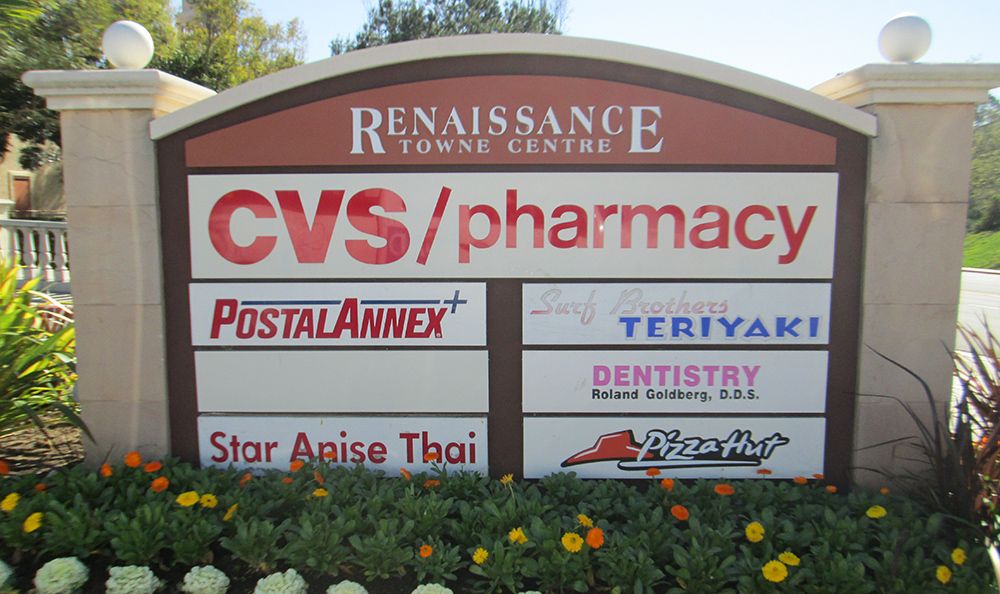 RENAISSANCE
TOWNE CENTRE
CVS/pharmacy
POSTALANNEX+
Surf Brothers
TERIYAKI
DENTISTRY
Roland Goldberg, D.D.S.
Star Anise Thai
Pizza Hut